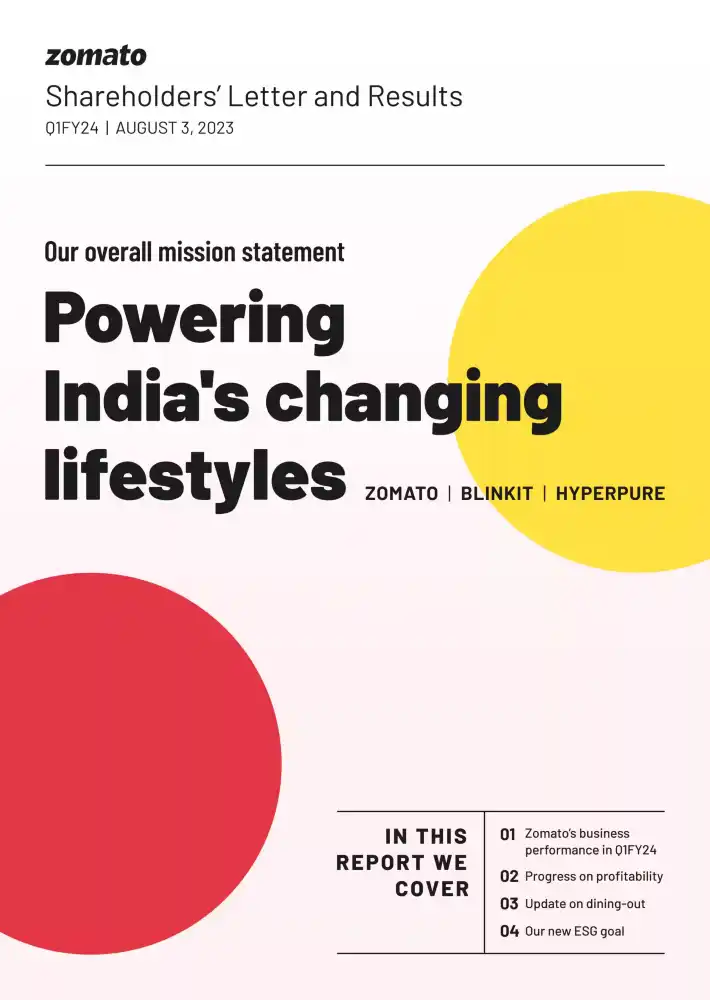 zomato
Shareholders’ Letter and Results
Q1FY24 | AUGUST 3, 2023
Our overall mission statement
Powering
India's changing
lifestyles
ZOMATO | BLINKIT | HYPERPURE
IN THIS
REPORT WE
COVER
01 Zomato’s business
performance in Q1FY24
02 Progress on profitability
03 Update on dining-out
04 Our new ESG goal